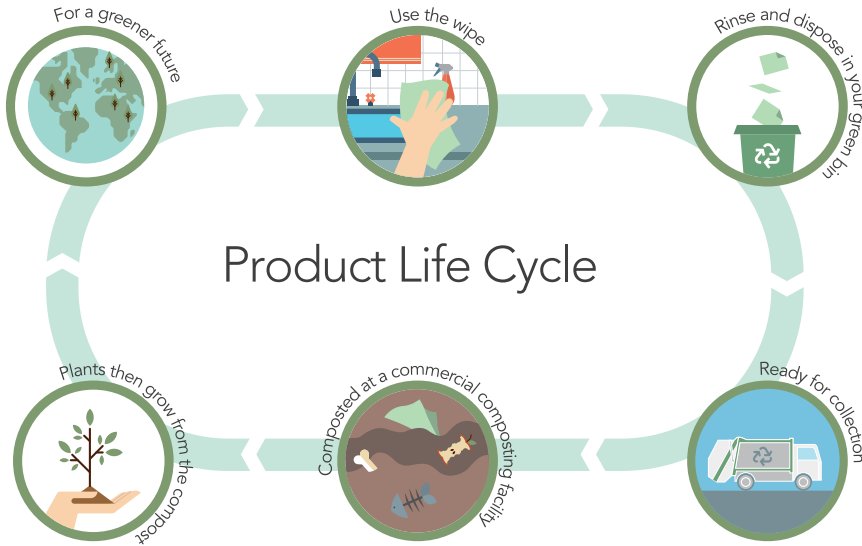 For a greener future
Use the wipe
Rinse and dispose in your green bin
Product Life Cycle
Plants then grow from the compost
Composted at a commercial composting facility
Ready for collection